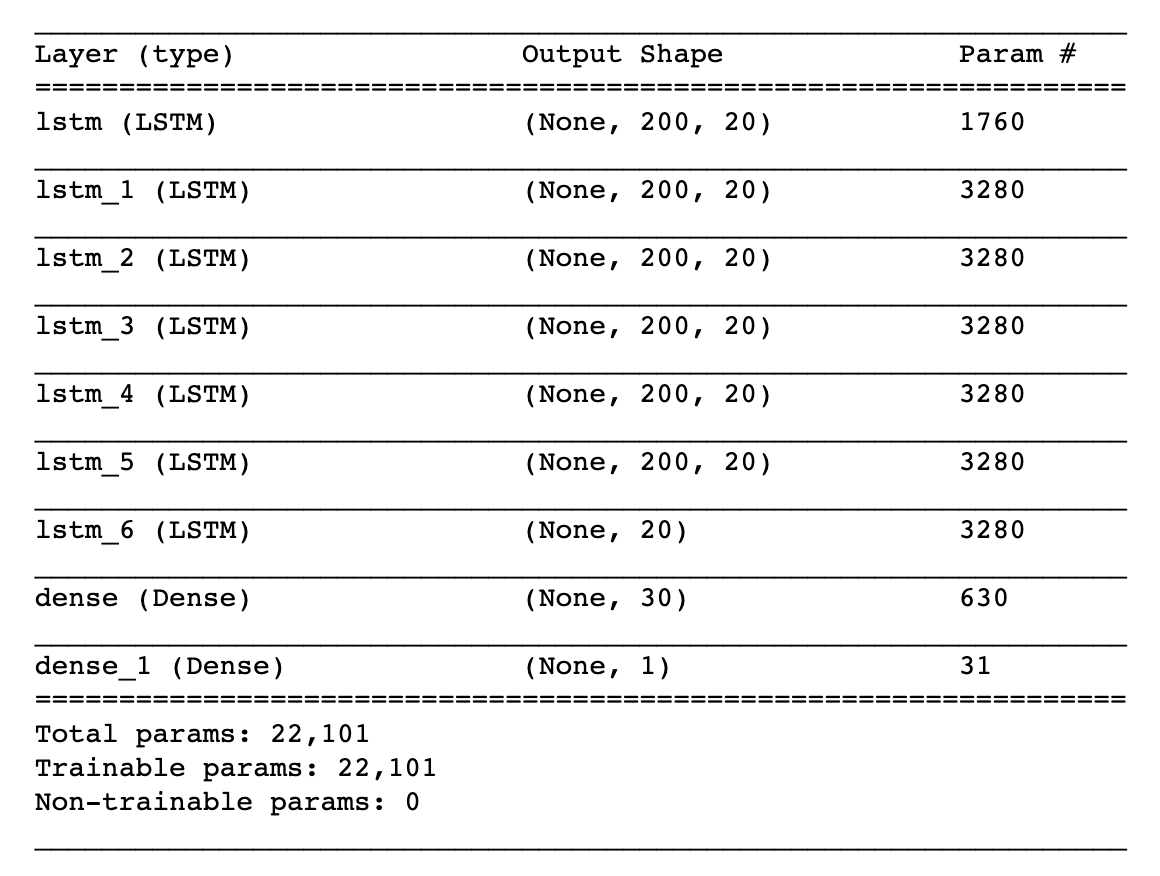 Layer (type) Output Shape Param #
=================================================================
lstm (LSTM) (None, 200, 20) 1760
lstm_1 (LSTM) (None, 200, 20) 3280
lstm_2 (LSTM) (None, 200, 20) 3280
lstm_3 (LSTM) (None, 200, 20) 3280
lstm_4 (LSTM) (None, 200, 20) 3280
lstm_5 (LSTM) (None, 200, 20) 3280
lstm_6 (LSTM) (None, 20) 3280
dense (Dense) (None, 30) 630
dense_1 (Dense) (None, 1) 31
=================================================================
Total params: 22,101
Trainable params: 22,101
Non-trainable params: 0